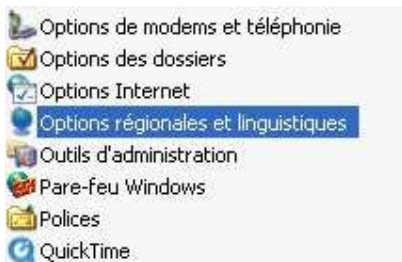 Options de modems et téléphonie
Options des dossiers
Options Internet
Options régionales et linguistiques
Outils d'administration
Pare-feu Windows
Polices
QuickTime